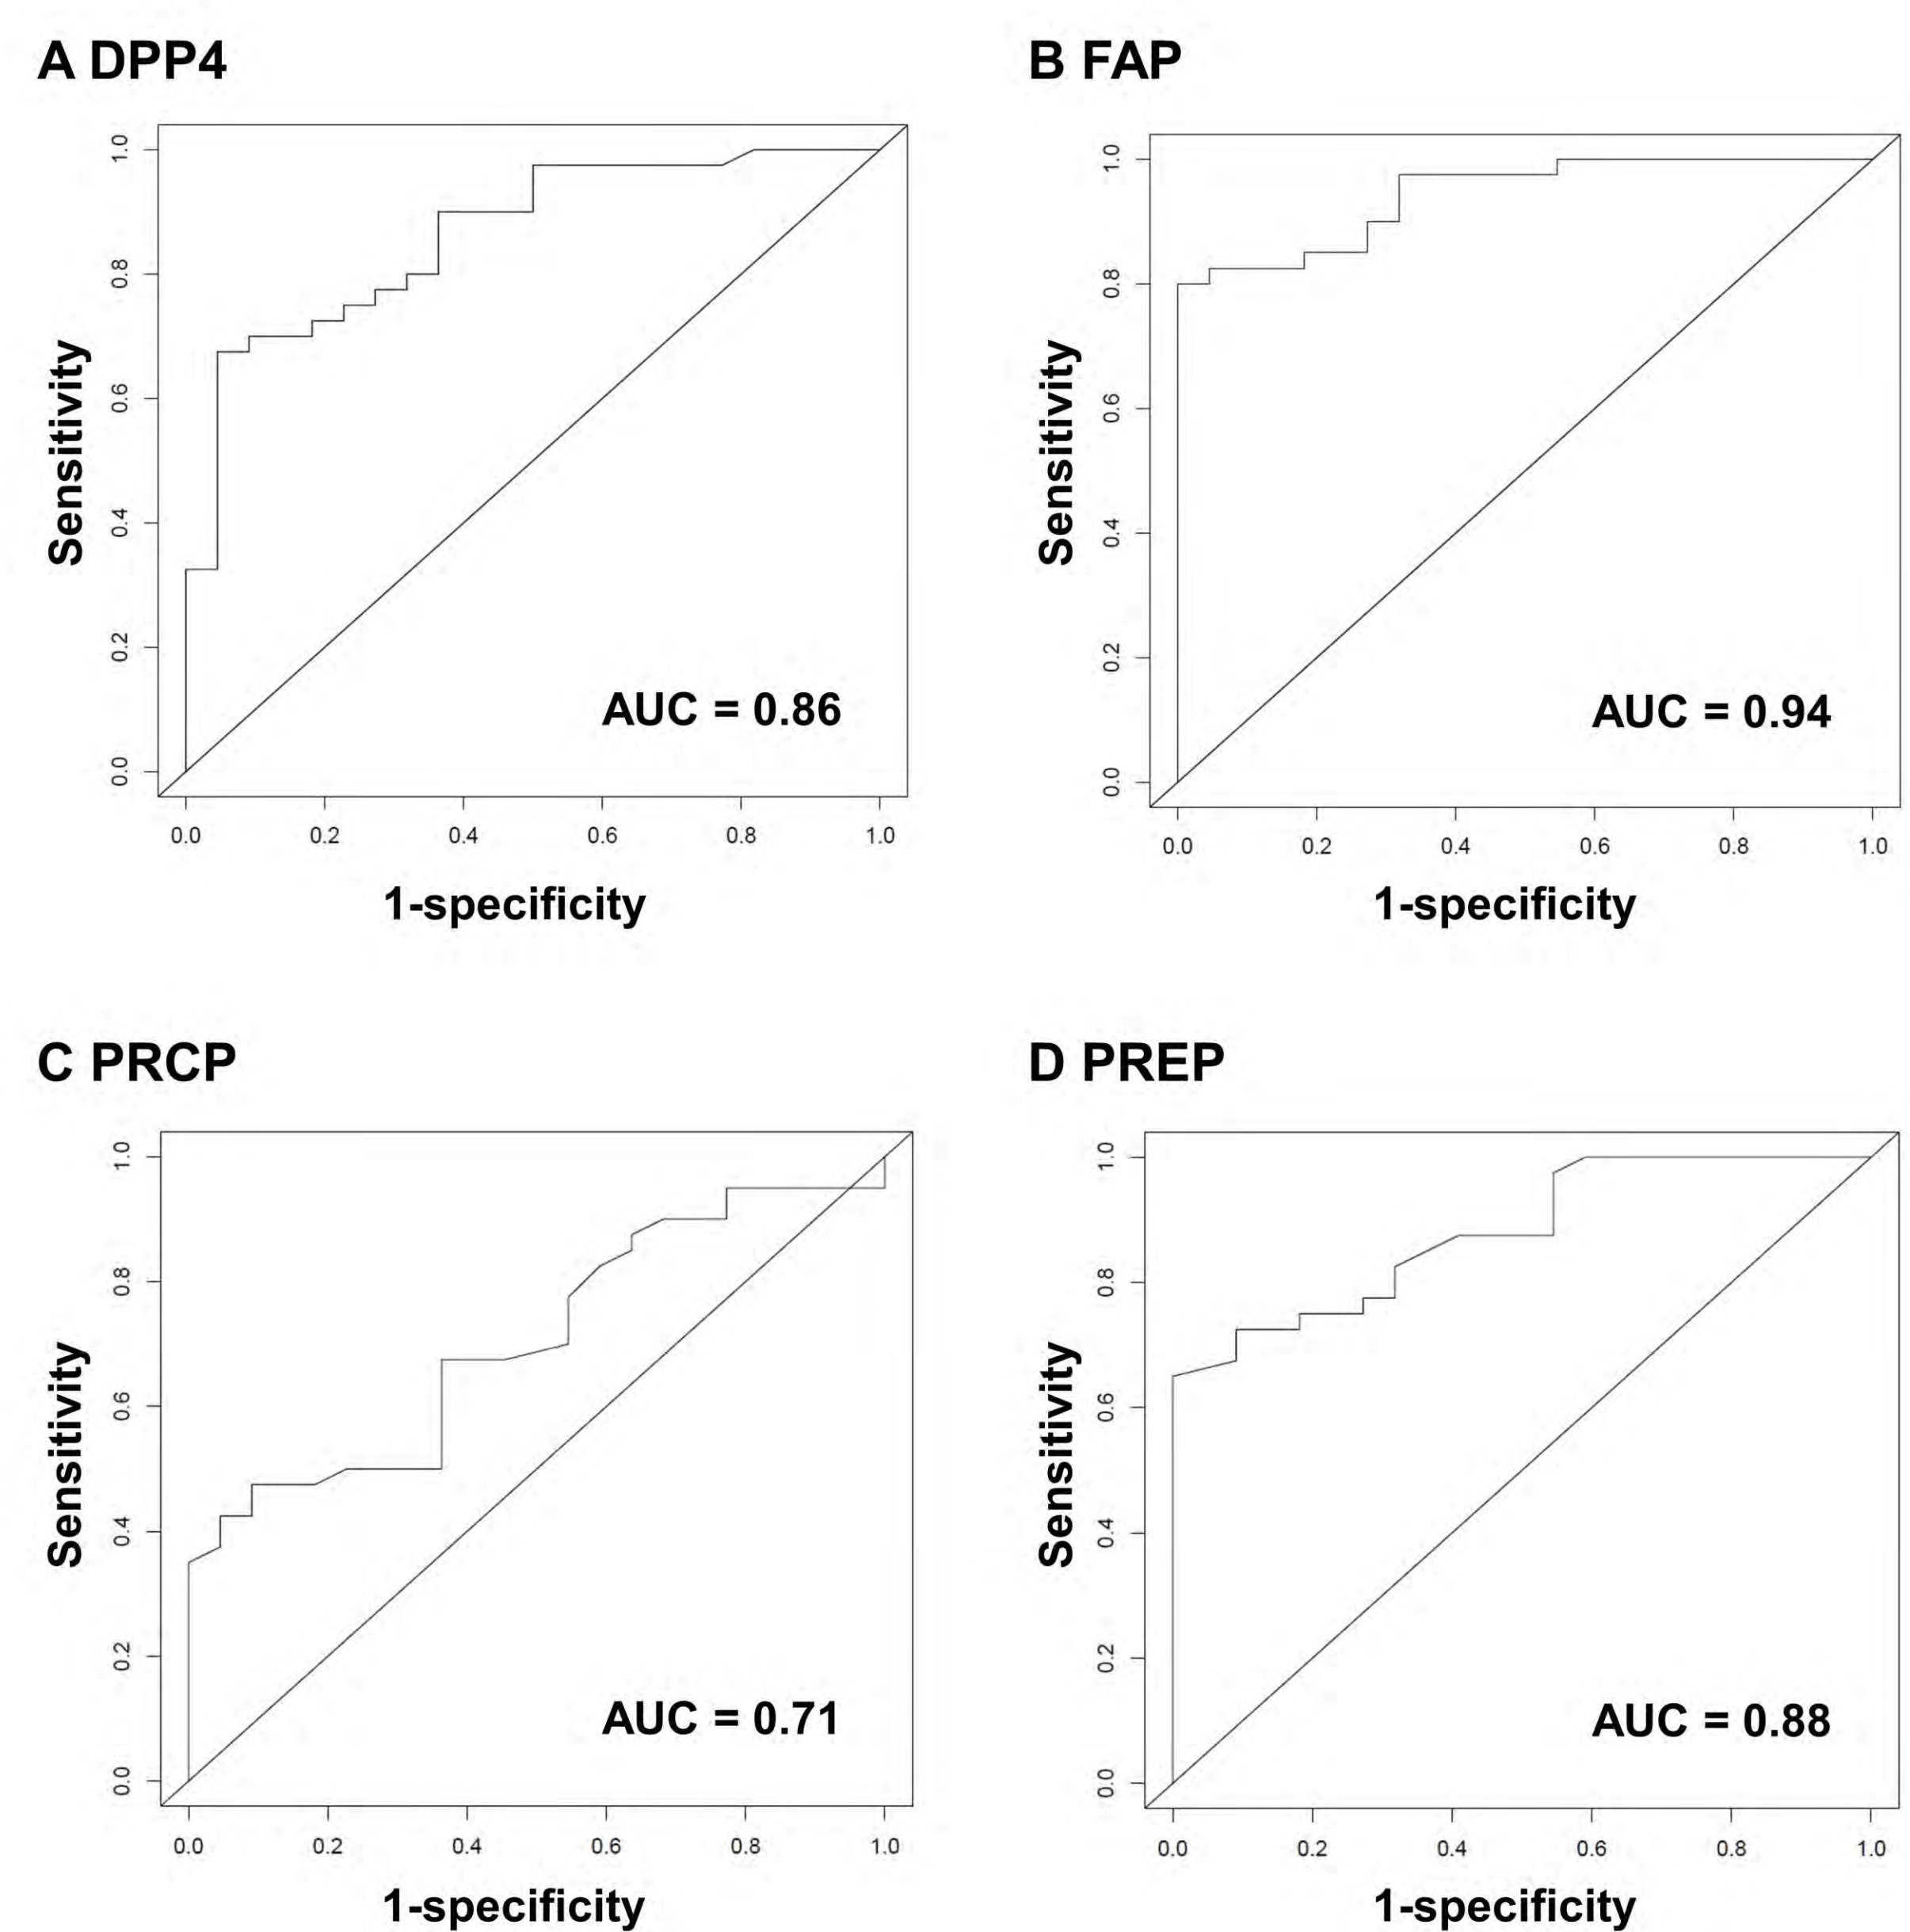 A DPP4
Sensitivity
1.0
0.8
0.6
0.4
0.2
0.0
0.0 0.2 0.4 0.6 0.8 1.0
1-specificity
AUC = 0.86
B FAP
Sensitivity
1.0
0.8
0.6
0.4
0.2
0.0
0.0 0.2 0.4 0.6 0.8 1.0
1-specificity
AUC = 0.94
C PRCP
Sensitivity
1.0
0.8
0.6
0.4
0.2
0.0
0.0 0.2 0.4 0.6 0.8 1.0
1-specificity
AUC = 0.71
D PREP
Sensitivity
1.0
0.8
0.6
0.4
0.2
0.0
0.0 0.2 0.4 0.6 0.8 1.0
1-specificity
AUC = 0.88